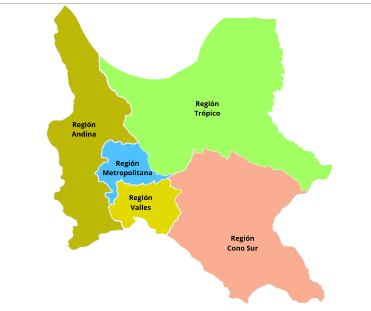 Región
Trópico
Región
Andina
Región
Metropolitana
Región
Valles
Región
Cono Sur